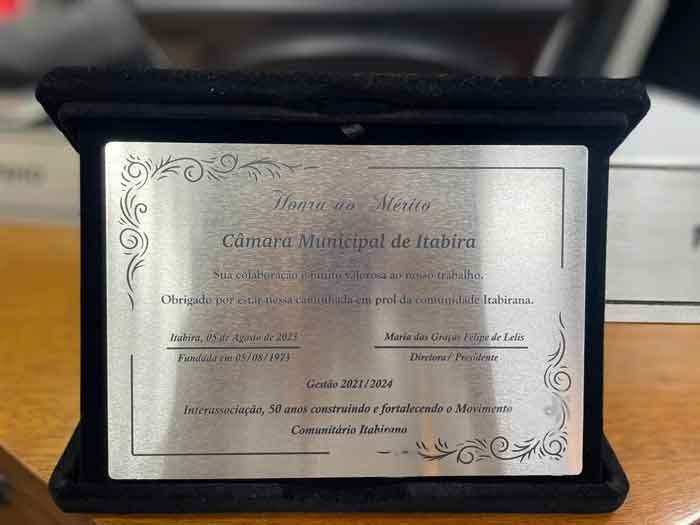 Honra ao Mérito
Câmara Municipal de Itabira
Sua colaboração é muito valorosa ao nosso trabalho.
Obrigado por estar nessa caminhada em prol da comunidade Itabirana.
Itabira, 05 de Agosto de 2023
Maria das Graças Felipe de Lelis
Fundada em 05/08/1973
Diretora/ Presidente
Gestão 2021/2024
Interassociação, 50 anos construindo e fortalecendo o Movimento
Comunitário Itabirano